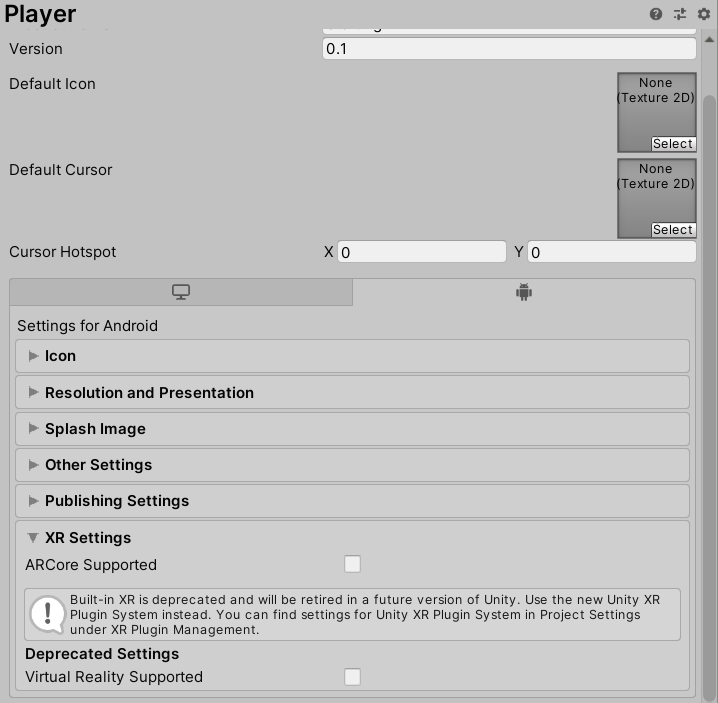 Player
Version 0.1
Default Icon
None
(Texture 2D)
Select
Default Cursor
None
(Texture 2D)
Select
Cursor Hotspot X 0 Y 0
Settings for Android
Icon
Resolution and Presentation
Splash Image
Other Settings
Publishing Settings
XR Settings
ARCore Supported
Built-in XR is deprecated and will be retired in a future version of Unity. Use the new Unity XR
Plugin System instead. You can find settings for Unity XR Plugin System in Project Settings
under XR Plugin Management.
Deprecated Settings
Virtual Reality Supported